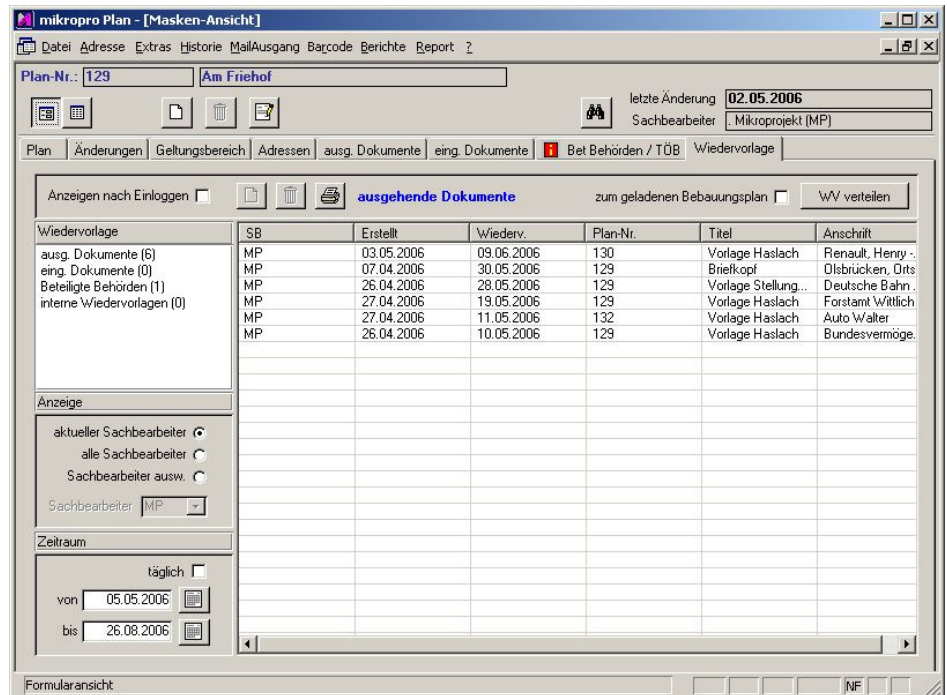 mikropro Plan - [Masken-Ansicht]
Datei Adresse Extras Historie MailAusgang Barcode Berichte Report ?
Plan-Nr.: 129 Am Friehof
letzte Änderung 02.05.2006
Sachbearbeiter . Mikroprojekt (MP)
Plan Änderungen Geltungsbereich Adressen ausg. Dokumente eing. Dokumente Bet Behörden / TÖB Wiedervorlage
Anzeigen nach Einloggen ausgehende Dokumente zum geladenen Bebauungsplan WV verteilen
Wiedervorlage
ausg. Dokumente (6)
eing. Dokumente (0)
Beteiligte Behörden (1)
interne Wiedervorlagen (0)
SB Erstellt Wiederv. Plan-Nr. Titel Anschrift
MP 03.05.2006 09.06.2006 130 Vorlage Haslach Renault, Henry -.
MP 07.04.2006 30.05.2006 129 Briefkopf Olsbrücken, Orts
MP 26.04.2006 28.05.2006 129 Vorlage Stellung... Deutsche Bahn .
MP 27.04.2006 19.05.2006 129 Vorlage Haslach Forstamt Wittlich
MP 27.04.2006 11.05.2006 132 Vorlage Haslach Auto Walter
MP 26.04.2006 10.05.2006 129 Vorlage Haslach Bundesvermöge.
Anzeige
aktueller Sachbearbeiter
alle Sachbearbeiter
Sachbearbeiter ausw.
Sachbearbeiter MP
Zeitraum
täglich
von 05.05.2006
bis 26.08.2006
Formularansicht NF